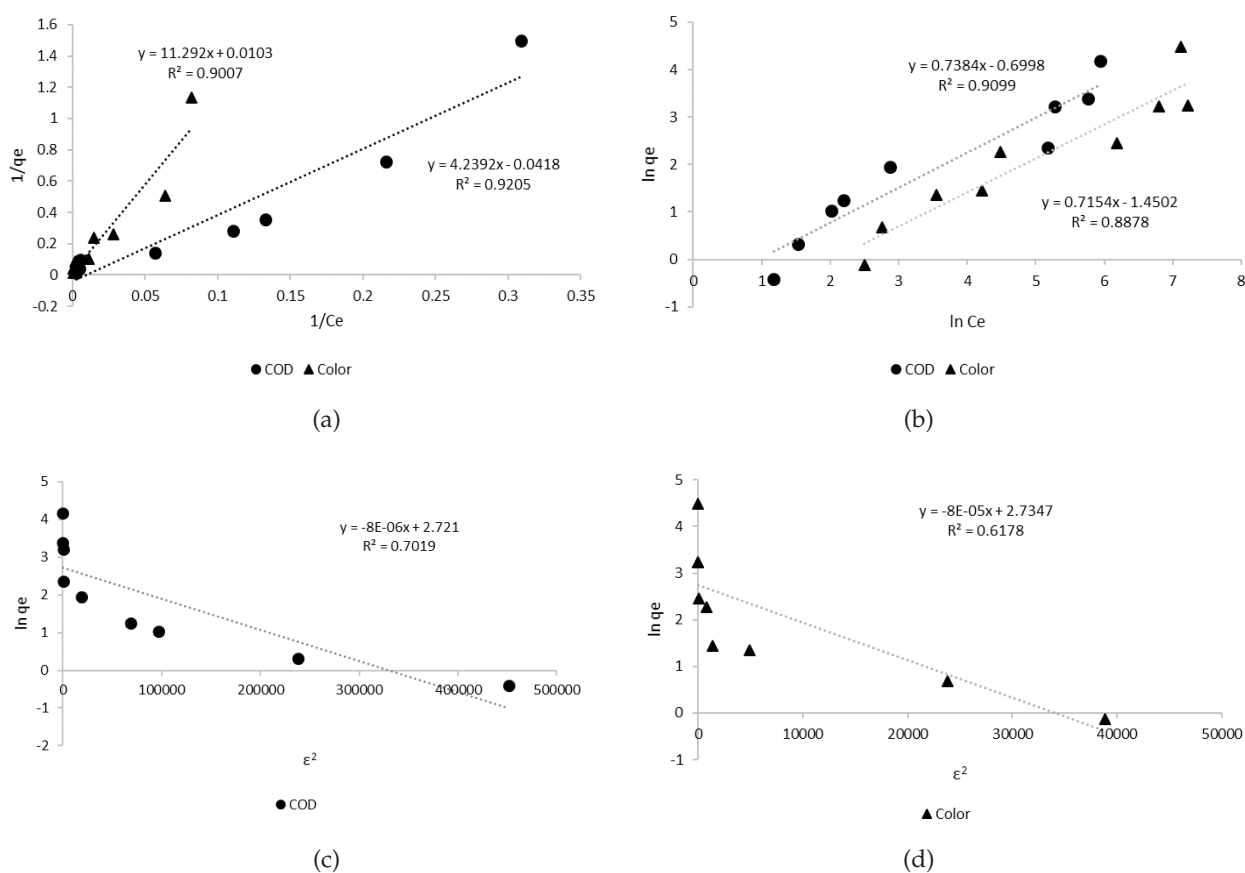 1.6
1.4
1.2
1
0.8
0.6
0.4
0.2
0
-0.2
1/qe
y = 11.292x + 0.0103
R² = 0.9007
y = 4.2392x - 0.0418
R² = 0.9205
0 0.05 0.1 0.15 0.2 0.25 0.3 0.35
1/Ce
COD Color
(a)
5
4
3
2
1
0
-1
ln qe
y = 0.7384x - 0.6998
R² = 0.9099
y = 0.7154x - 1.4502
R² = 0.8878
0 1 2 3 4 5 6 7 8
ln Ce
COD Color
(b)
5
4
3
2
1
0
-1
-2
ln qe
y = -8E-06x + 2.721
R² = 0.7019
0 100000 200000 300000 400000 500000
ε²
COD
(c)
5
4
3
2
1
0
-1
ln qe
y = -8E-05x + 2.7347
R² = 0.6178
0 10000 20000 30000 40000 50000
ε²
Color
(d)